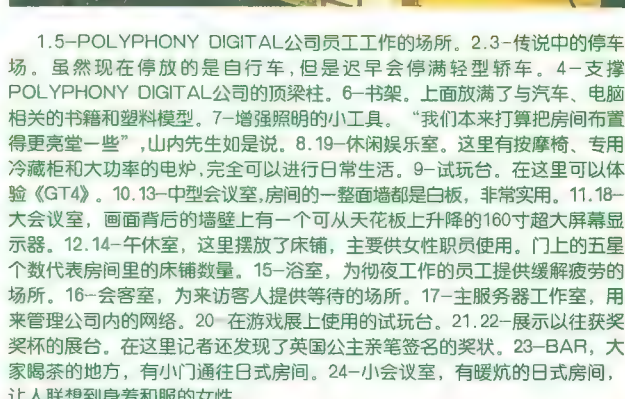 1.5-POLYPHONY DIGITAL公司员工工作的场所。2.3-传说中的停车
场。虽然现在停放的是自行车,但是迟早会停满轻型轿车。4-支撑
POLYPHONY DIGITAL公司的顶梁柱。6-书架。上面放满了与汽车、电脑
相关的书籍和塑料模型。7-增强照明的小工具。“我们本来打算把房间布置
得更亮堂一些”,山内先生如是说。8.19-休闲娱乐室。这里有按摩椅、专用
冷藏柜和大功率的电炉,完全可以进行日常生活。9-试玩台。在这里可以体
验《GT4》。10.13-中型会议室,房间的一整面墙都是白板,非常实用。11.18-
大会议室,画面背后的墙壁上有一个可从天花板上升降的160寸超大屏幕显
示器。12.14-午休室,这里摆放了床铺,主要供女性职员使用。门上的五星
个数代表房间里的床铺数量。15-浴室,为彻夜工作的员工提供缓解疲劳的
场所。16-会客室,为来访客人提供等待的场所。17-主服务器工作室,用
来管理公司内的网络。20-在游戏展上使用的试玩台。21.22-展示以往获奖
奖杯的展台。在这里记者还发现了英国公主亲笔签名的奖状。23-BAR,大
家喝茶的地方,有小门通往日式房间。24-小会议室,有暖炕的日式房间,
让人联想到身着和服的女性。